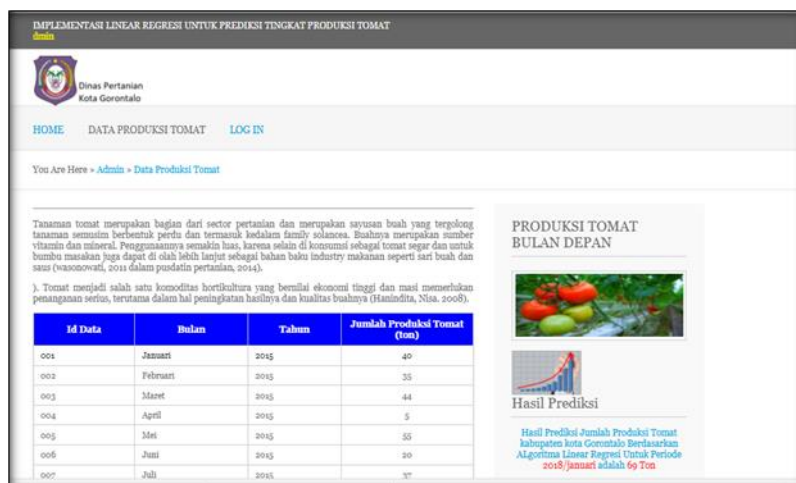 IMPLEMENTASI LINEAR REGRESI UNTUK PREDIKSI TINGKAT PRODUKSI TOMAT
dmin
Dinas Pertanian
Kota Gorontalo
HOME DATA PRODUKSI TOMAT LOG IN
You Are Here » Admin » Data Produksi Tomat
Tanaman tomat merupakan bagian dari sector pertanian dan merupakan sayusan buah yang tergolong
tanaman semusim berbentuk perdu dan termasuk kedalam family solancea. Buahnya merupakan sumber
vitamin dan mineral. Penggunaannya semakin luas, karena selain di konsumsi sebagai tomat segar dan untuk
bumbu masakan juga dapat di olah lebih lanjut sebagai bahan baku industry makanan seperti sari buah dan
saus (wasonowati, 2011 dalam pusdatin pertanian, 2014).
). Tomat menjadi salah satu komoditas hortikultura yang bernilai ekonomi tinggi dan masi memerlukan
penanganan serius, terutama dalam hal peningkatan hasilnya dan kualitas buahnya (Hanindita, Nisa. 2008).
Id Data Bulan Tahun Jumlah Produksi Tomat
(ton)
001 Januari 2015 40
002 Februari 2015 35
003 Maret 2015 44
004 April 2015 5
005 Mei 2015 55
006 Juni 2015 20
007 Juli 2015 37
PRODUKSI TOMAT
BULAN DEPAN
Hasil Prediksi
Hasil Prediksi Jumlah Produksi Tomat
kabupaten kota Gorontalo Berdasarkan
ALgoritma Linear Regresi Untuk Periode
2018/januari adalah 69 Ton